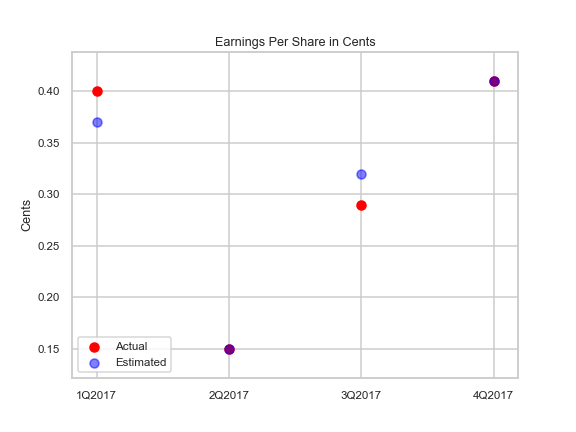 Earnings Per Share in Cents
Cents
0.40
0.35
0.30
0.25
0.20
0.15
Actual
Estimated
1Q2017 2Q2017 3Q2017 4Q2017